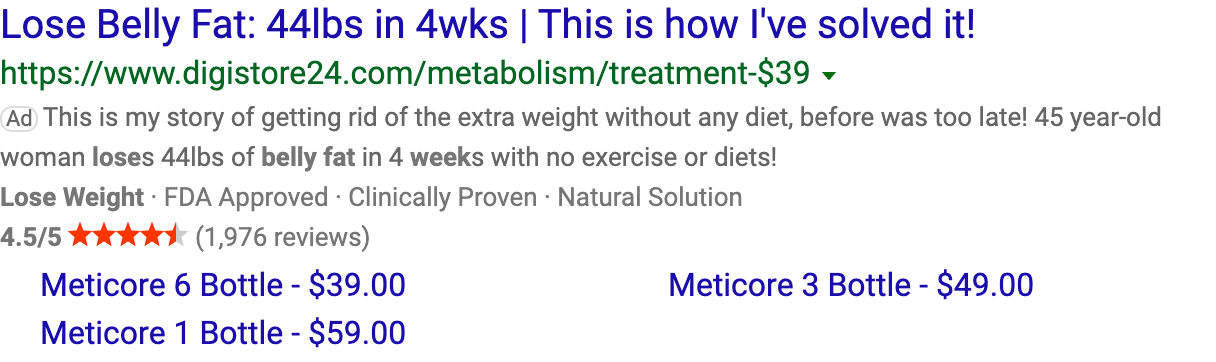 Lose Belly Fat: 44lbs in 4wks | This is how I've solved it!
https://www.digistore24.com/metabolism/treatment-$39
Ad This is my story of getting rid of the extra weight without any diet, before was too late! 45 year-old
woman loses 44lbs of belly fat in 4 weeks with no exercise or diets!
Lose Weight · FDA Approved · Clinically Proven · Natural Solution
4.5/5 (1,976 reviews)
Meticore 6 Bottle - $39.00 Meticore 3 Bottle - $49.00
Meticore 1 Bottle - $59.00